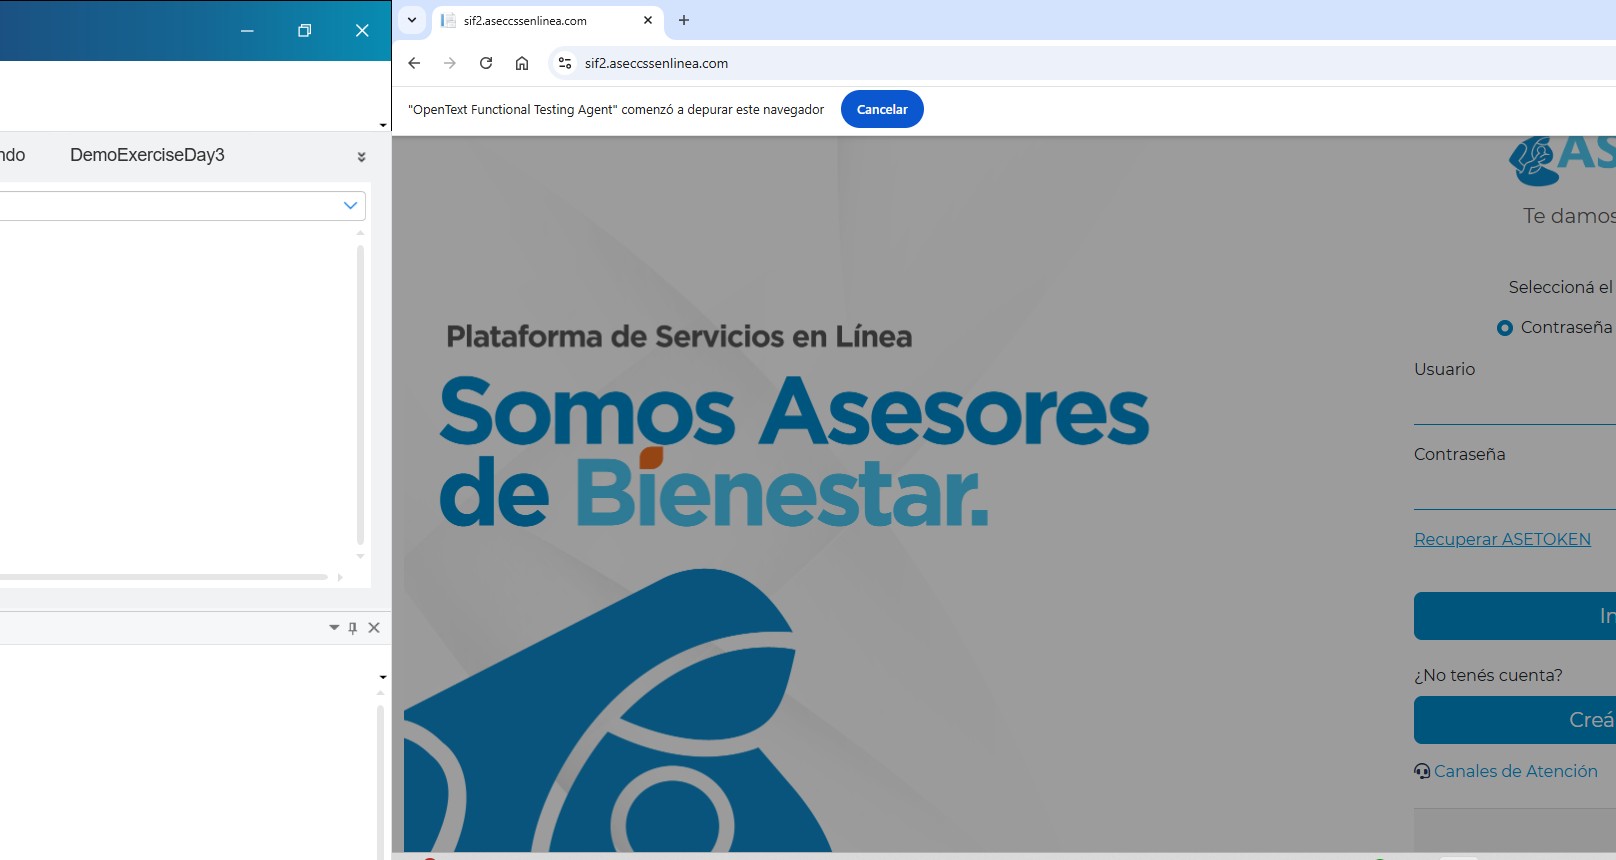 sif2.aseccssenlinea.com
sif2.aseccssenlinea.com
"OpenText Functional Testing Agent" comenzó a depurar este navegador
Cancelar
ndo
DemoExerciseDay3
AS
Te damos
Seleccioná el
Contraseña
Plataforma de Servicios en Línea
Somos Asesores
de Bienestar.
Usuario
Contraseña
Recuperar ASETOKEN
In
¿No tenés cuenta?
Creá
Canales de Atención